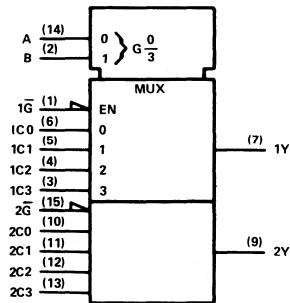 A (14) 0 } G 0/3
B (2) 1
MUX
1G̅ (1) EN
IC0 (6) 0
1C1 (5) 1 (7) 1Y
1C2 (4) 2
1C3 (3) 3
2G̅ (15)
2C0 (10)
2C1 (11) (9) 2Y
2C2 (12)
2C3 (13)